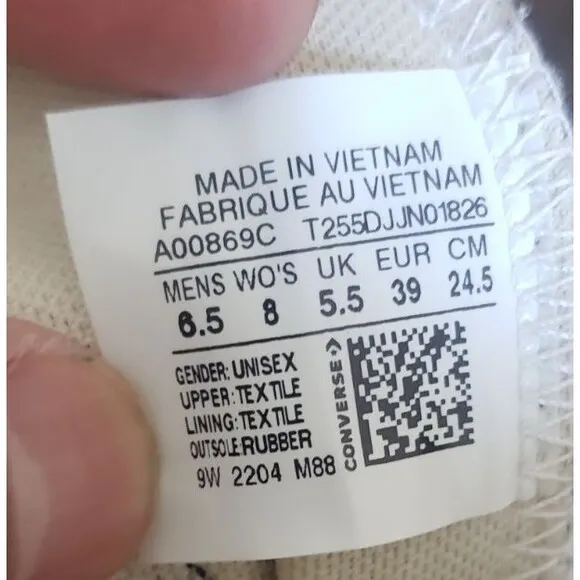 MADE IN VIETNAM
FABRIQUE AU VIETNAM
A00869C T255DJJN01826
MENS WO'S UK EUR CM
6.5 8 5.5 39 24.5
GENDER: UNISEX
UPPER: TEXTILE
LINING: TEXTILE
OUTSOLE:RUBBER
9W 2204 M88
CONVERSE